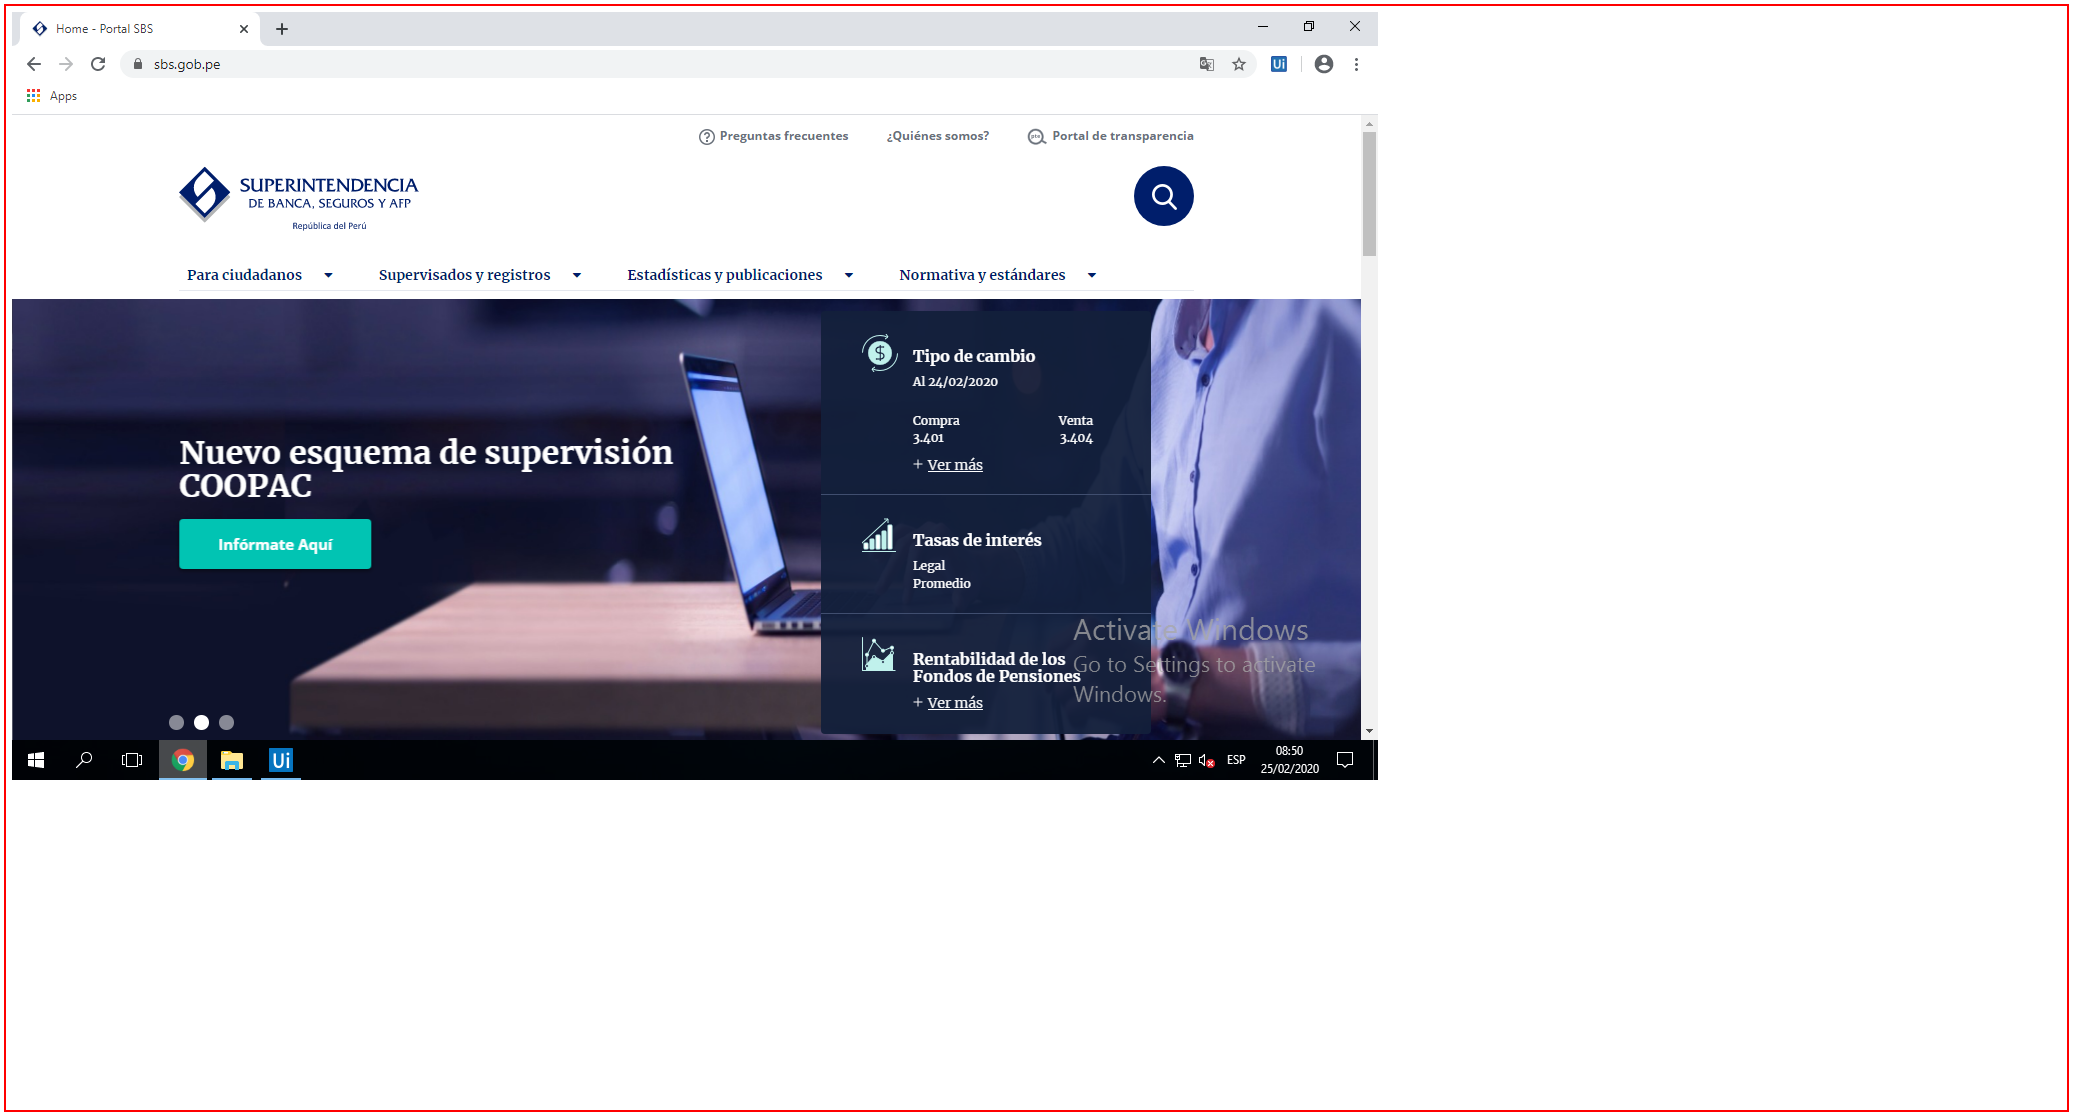 Home - Portal SBS
sbs.gob.pe
Ui
Apps
Preguntas frecuentes
¿Quiénes somos?
Portal de transparencia
SUPERINTENDENCIA
DE BANCA, SEGUROS Y AFP
República del Perú
Para ciudadanos
Supervisados y registros
Estadísticas y publicaciones
Normativa y estándares
Nuevo esquema de supervisión
COOPAC
Infórmate Aquí
Tipo de cambio
Al 24/02/2020
Compra Venta
3.401 3.404
+ Ver más
Tasas de interés
Legal
Promedio
Rentabilidad de los
Fondos de Pensiones
+ Ver más
Activate Windows
Go to Settings to activate
Windows.
Ui
ESP
08:50
25/02/2020